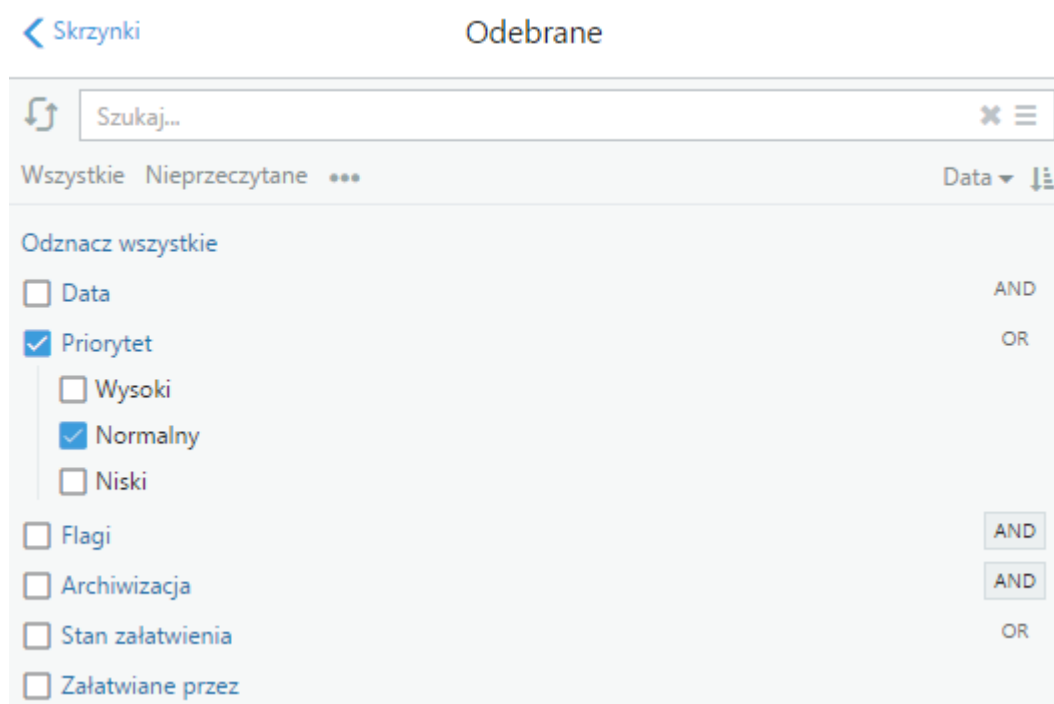 Skrzynki Odebrane
Szukaj...
Wszystkie Nieprzeczytane ••• Data
Odznacz wszystkie
Data AND
Priorytet OR
Wysoki
Normalny
Niski
Flagi AND
Archiwizacja AND
Stan załatwienia OR
Załatwiane przez